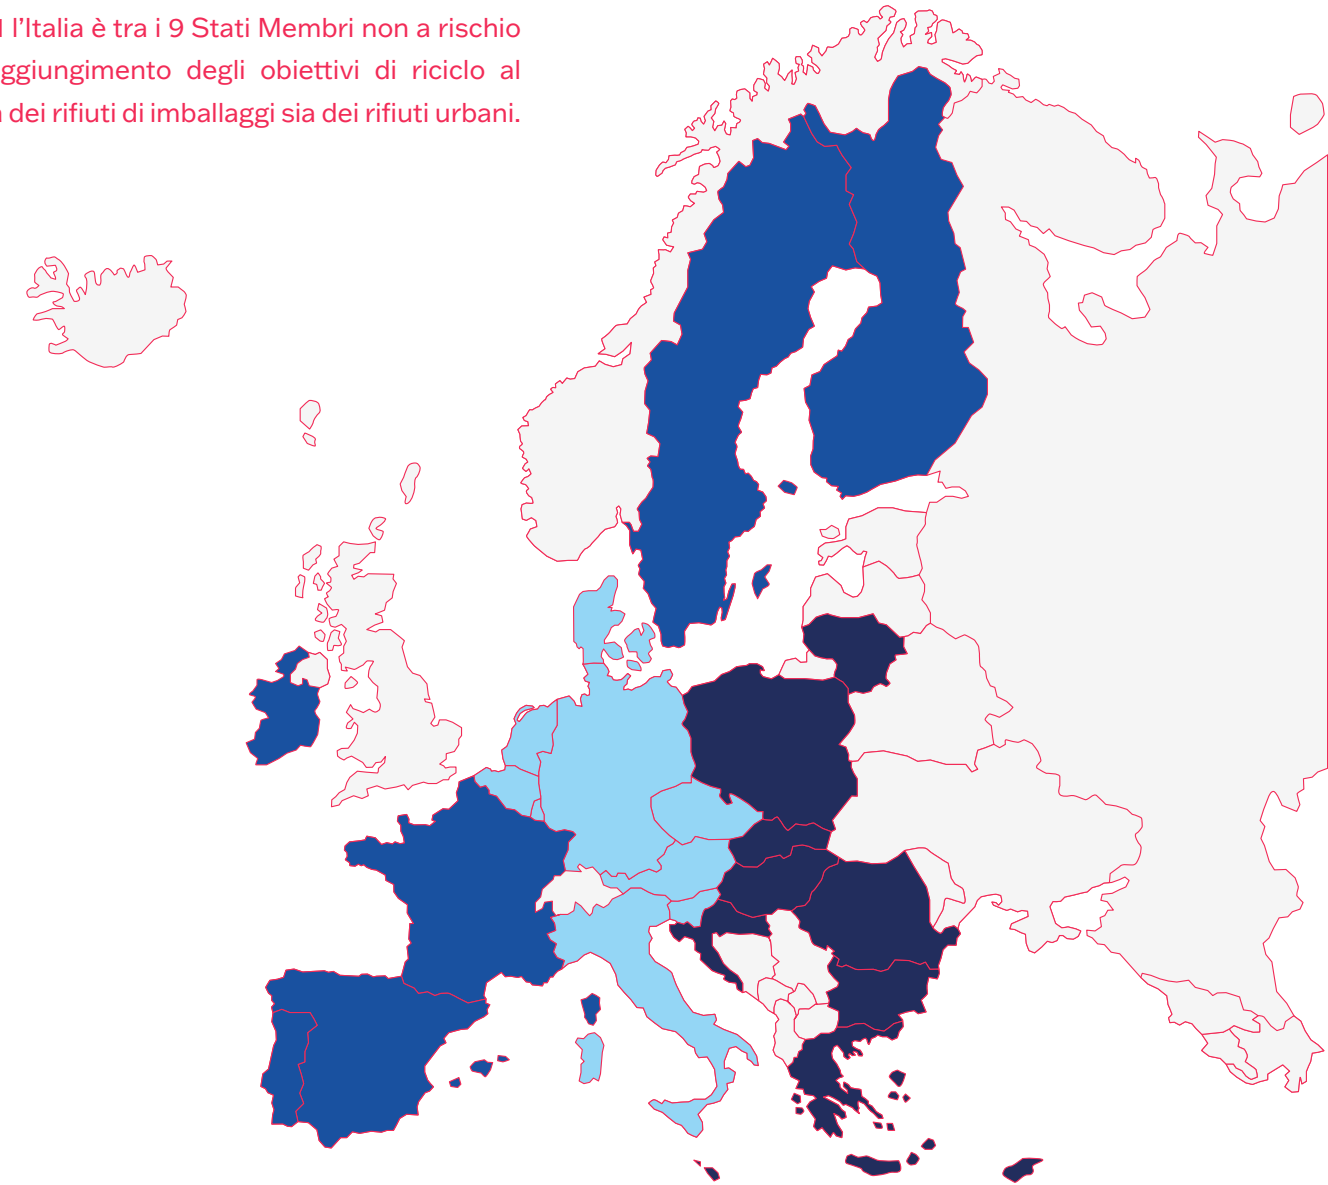 l'Italia è tra i 9 Stati Membri non a rischio
degli obiettivi di riciclo al
dei rifiuti di imballaggi sia dei rifiuti urbani.